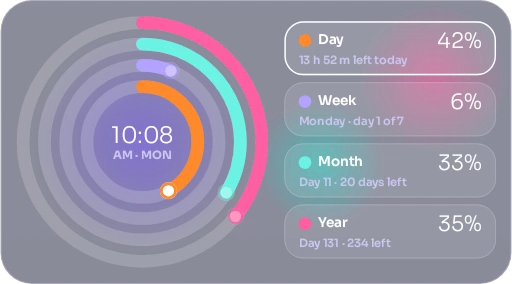 10:08
AM · MON
Day 42%
13 h 52 m left today
Week 6%
Monday · day 1 of 7
Month 33%
Day 11 · 20 days left
Year 35%
Day 131 · 234 left